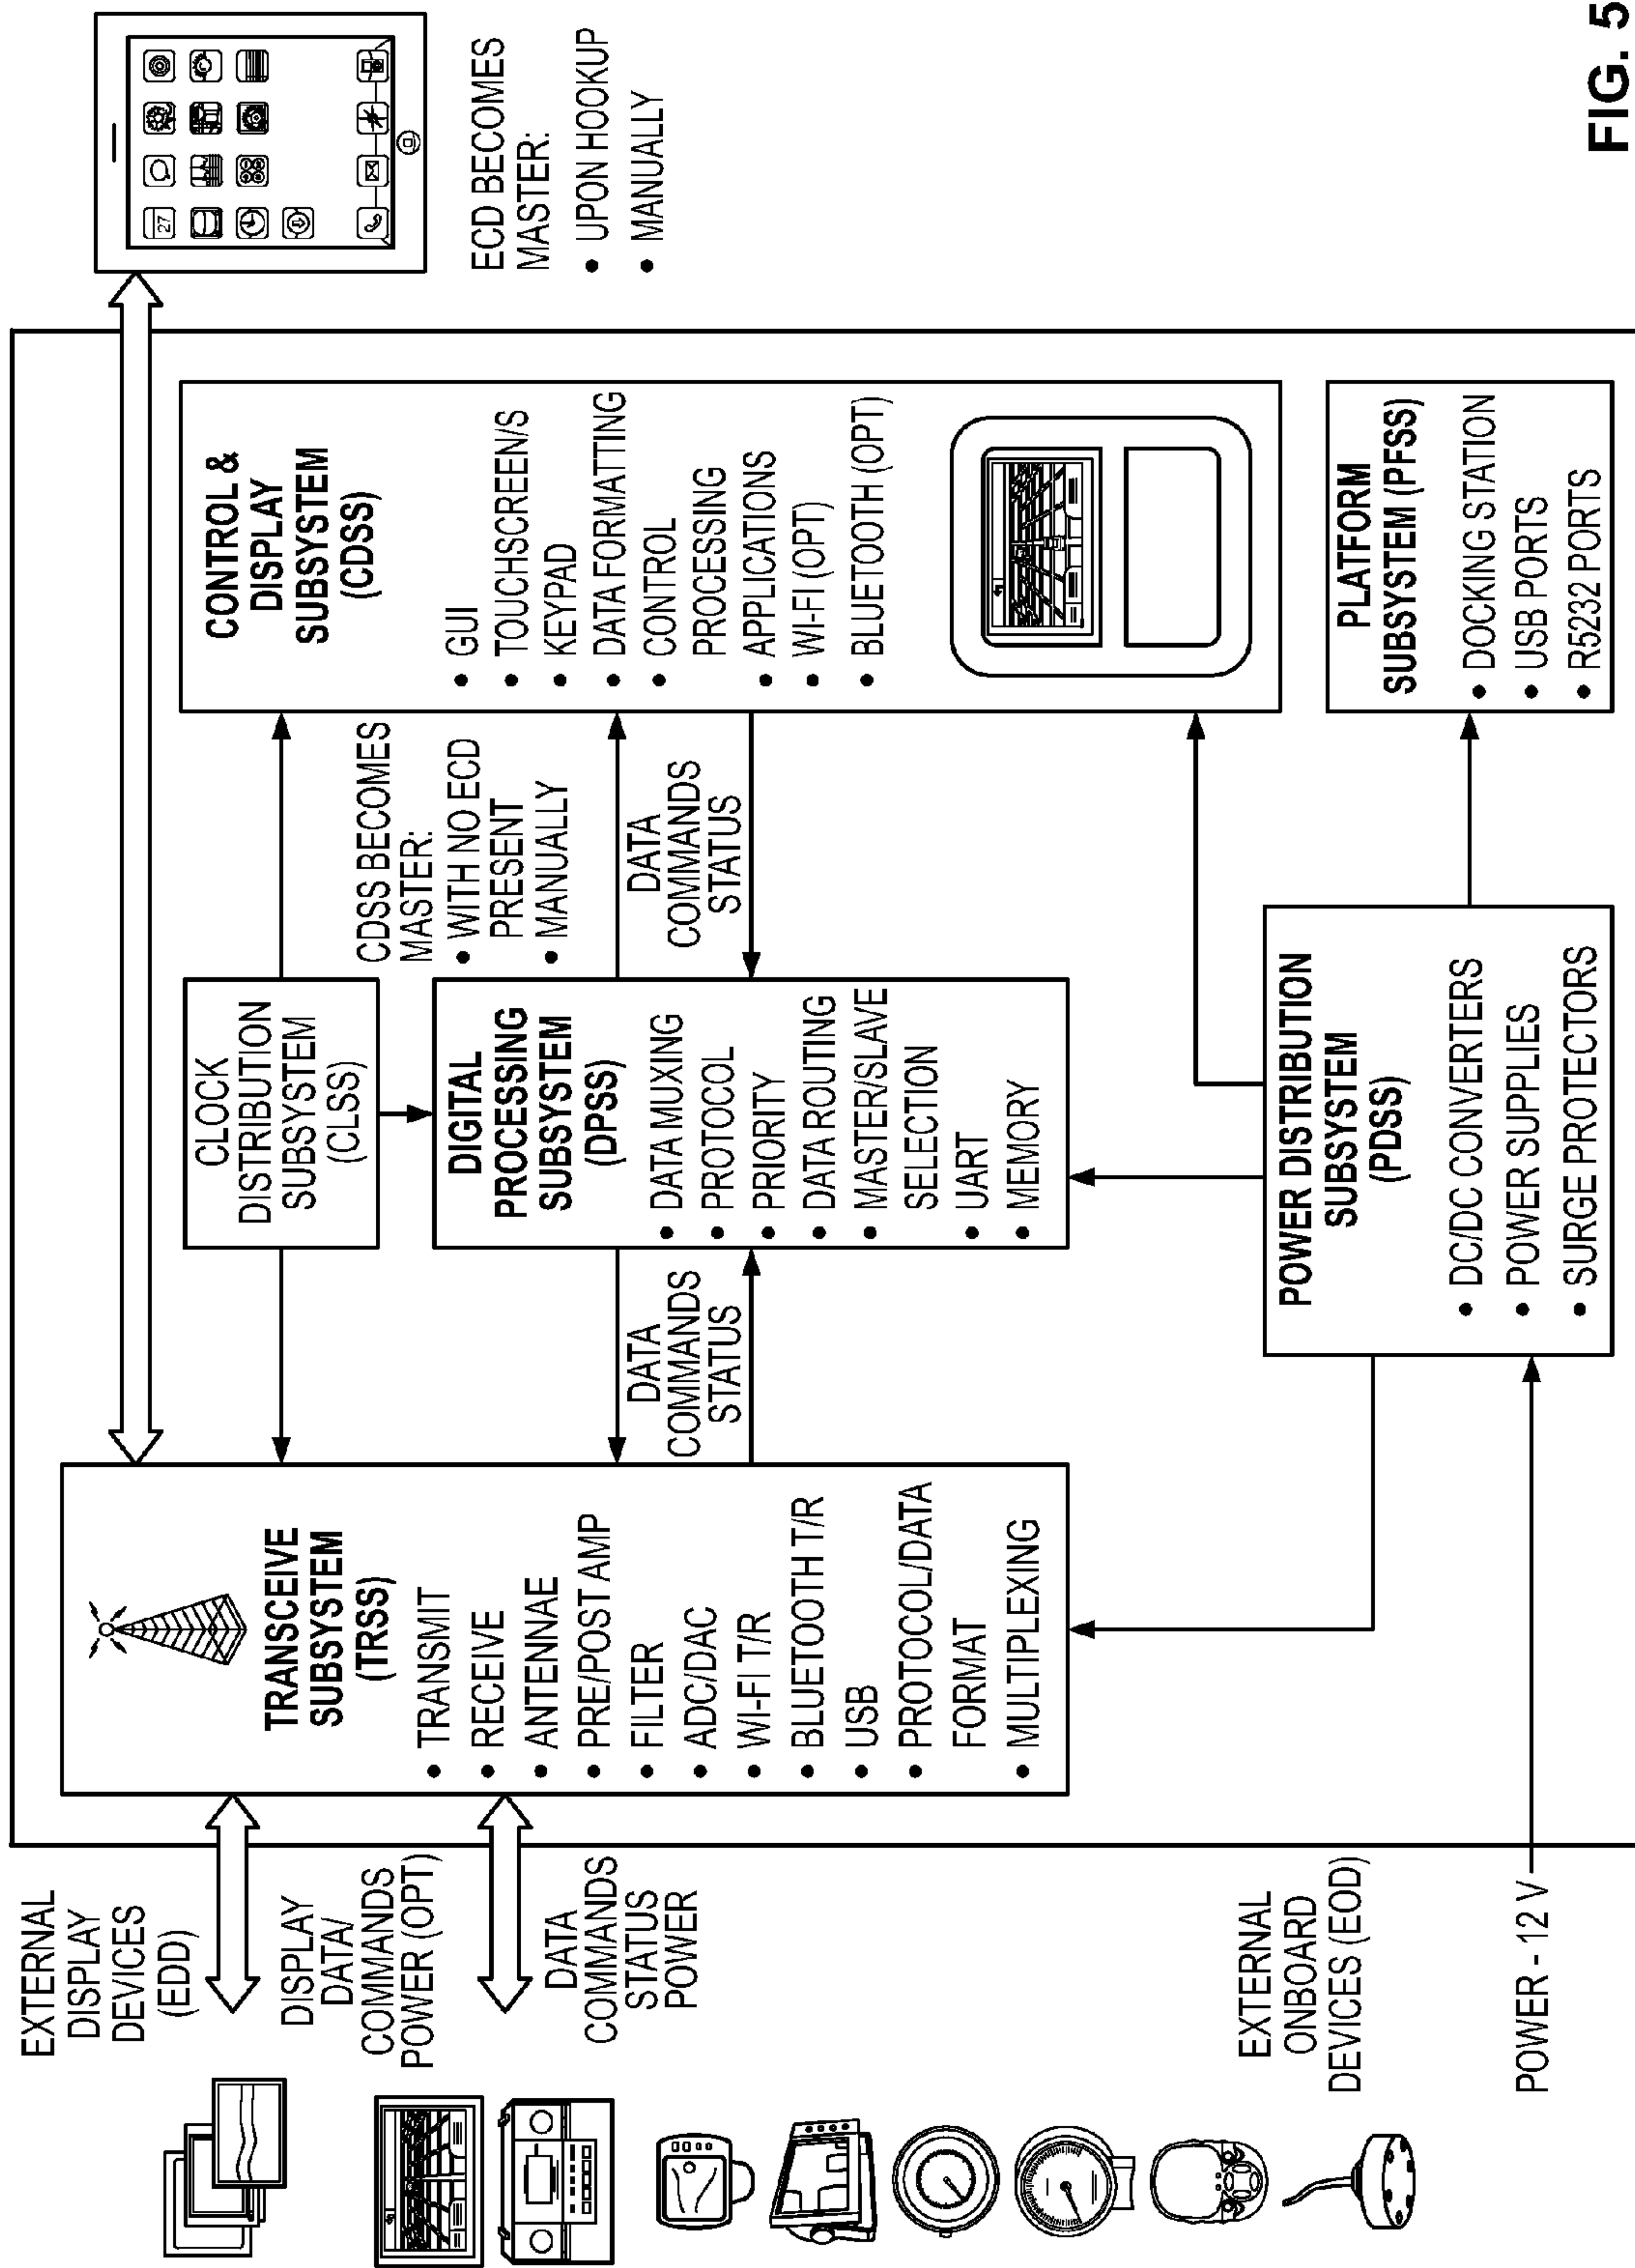 EXTERNAL
DISPLAY
DEVICES
(EDD)
DISPLAY
DATA/
COMMANDS
POWER (OPT)
DATA
COMMANDS
STATUS
POWER
EXTERNAL
ONBOARD
DEVICES (EOD)
POWER - 12 V
TRANSCEIVE
SUBSYSTEM
(TRSS)
• TRANSMIT
• RECEIVE
• ANTENNAE
• PRE/POST AMP
• FILTER
• ADC/DAC
• WI-FI T/R
• BLUETOOTH T/R
• USB
• PROTOCOL/DATA
FORMAT
• MULTIPLEXING
DATA
COMMANDS
STATUS
CLOCK
DISTRIBUTION
SUBSYSTEM
(CLSS)
DIGITAL
PROCESSING
SUBSYSTEM
(DPSS)
• DATA MUXING
• PROTOCOL
• PRIORITY
• DATA ROUTING
• MASTER/SLAVE
SELECTION
• UART
• MEMORY
POWER DISTRIBUTION
SUBSYSTEM
(PDSS)
• DC/DC CONVERTERS
• POWER SUPPLIES
• SURGE PROTECTORS
CDSS BECOMES
MASTER:
• WITH NO ECD
PRESENT
• MANUALLY
DATA
COMMANDS
STATUS
CONTROL &
DISPLAY
SUBSYSTEM
(CDSS)
• GUI
• TOUCHSCREEN/S
• KEYPAD
• DATA FORMATTING
• CONTROL
PROCESSING
• APPLICATIONS
• WI-FI (OPT)
• BLUETOOTH (OPT)
PLATFORM
SUBSYSTEM (PFSS)
• DOCKING STATION
• USB PORTS
• R5232 PORTS
27
ECD BECOMES
MASTER:
• UPON HOOKUP
• MANUALLY
FIG. 5